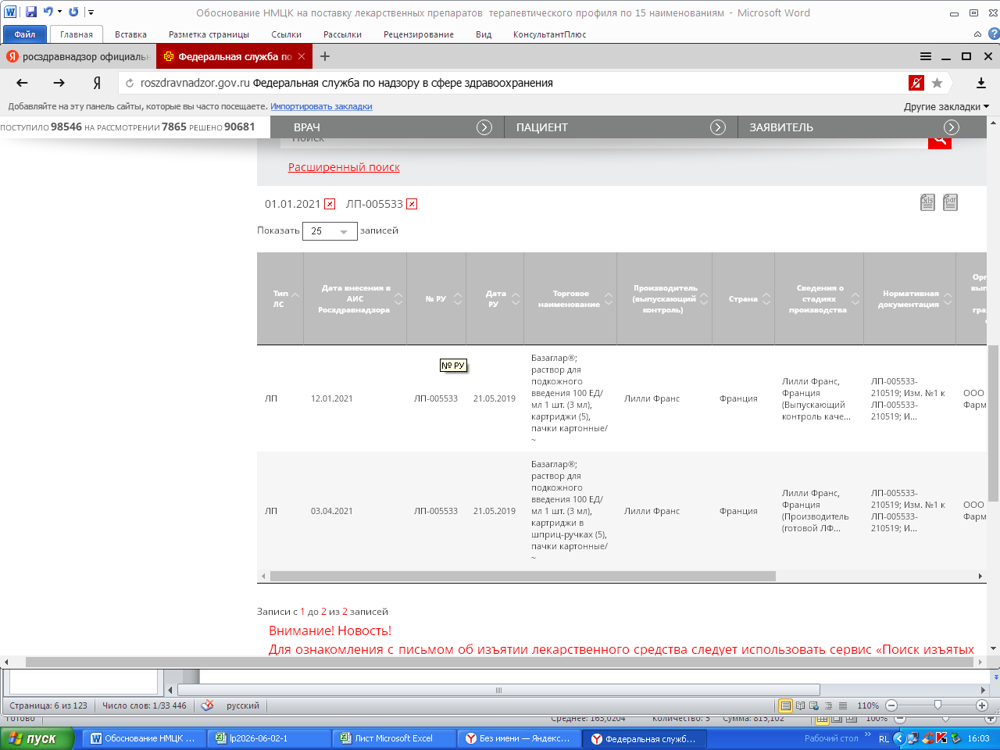 Обоснование НМЦК на поставку лекарственных препаратов терапевтического профиля по 15 наименованиям - Microsoft Word
Файл Главная Вставка Разметка страницы Ссылки Рассылки Рецензирование Вид КонсультантПлюс
росздравнадзор официальн Федеральная служба по
roszdravnadzor.gov.ru Федеральная служба по надзору в сфере здравоохранения
Добавляйте на эту панель сайты, которые вы часто посещаете. Импортировать закладки Другие закладки
ПОСТУПИЛО 98546 НА РАССМОТРЕНИИ 7865 РЕШЕНО 90681 ВРАЧ ПАЦИЕНТ ЗАЯВИТЕЛЬ
Поиск
Расширенный поиск
01.01.2021 ЛП-005533 xls pdf
Показать 25 записей
Тип ЛС
Дата внесения в АИС Росздравнадзора
№ РУ
Дата РУ
Торговое наименование
Производитель (выпускающий контроль)
Страна
Сведения о стадиях производства
Нормативная документация
№ РУ
ЛП
12.01.2021
ЛП-005533
21.05.2019
Базаглар®;
раствор для
подкожного
введения 100 ЕД/
мл 1 шт. (3 мл),
картриджи (5),
пачки картонные/
~
Лилли Франс
Франция
Лилли Франс,
Франция
(Выпускающий
контроль каче...
ЛП-005533-
210519; Изм. №1 к
ЛП-005533-
210519; И...
ООО
Фарм
ЛП
03.04.2021
ЛП-005533
21.05.2019
Базаглар®;
раствор для
подкожного
введения 100 ЕД/
мл 1 шт. (3 мл),
картриджи в
шприц-ручках (5),
пачки картонные/
~
Лилли Франс
Франция
Лилли Франс,
Франция
(Производитель
(готовой ЛФ...
ЛП-005533-
210519; Изм. №1 к
ЛП-005533-
210519; И...
ООО
Фарм
Записи с 1 до 2 из 2 записей
Внимание! Новость!
Для ознакомления с письмом об изъятии лекарственного средства следует использовать сервис «Поиск изъятых
Страница: 6 из 123 Число слов: 1/33 446 русский 110%
Готово Среднее: 163,0204 Количество: 5 Сумма: 815,102 100%
пуск Обоснование НМЦК ... lp2026-06-02-1 Лист Microsoft Excel Без имени — Яндекс... Федеральная служб... Рабочий стол RL 16:03